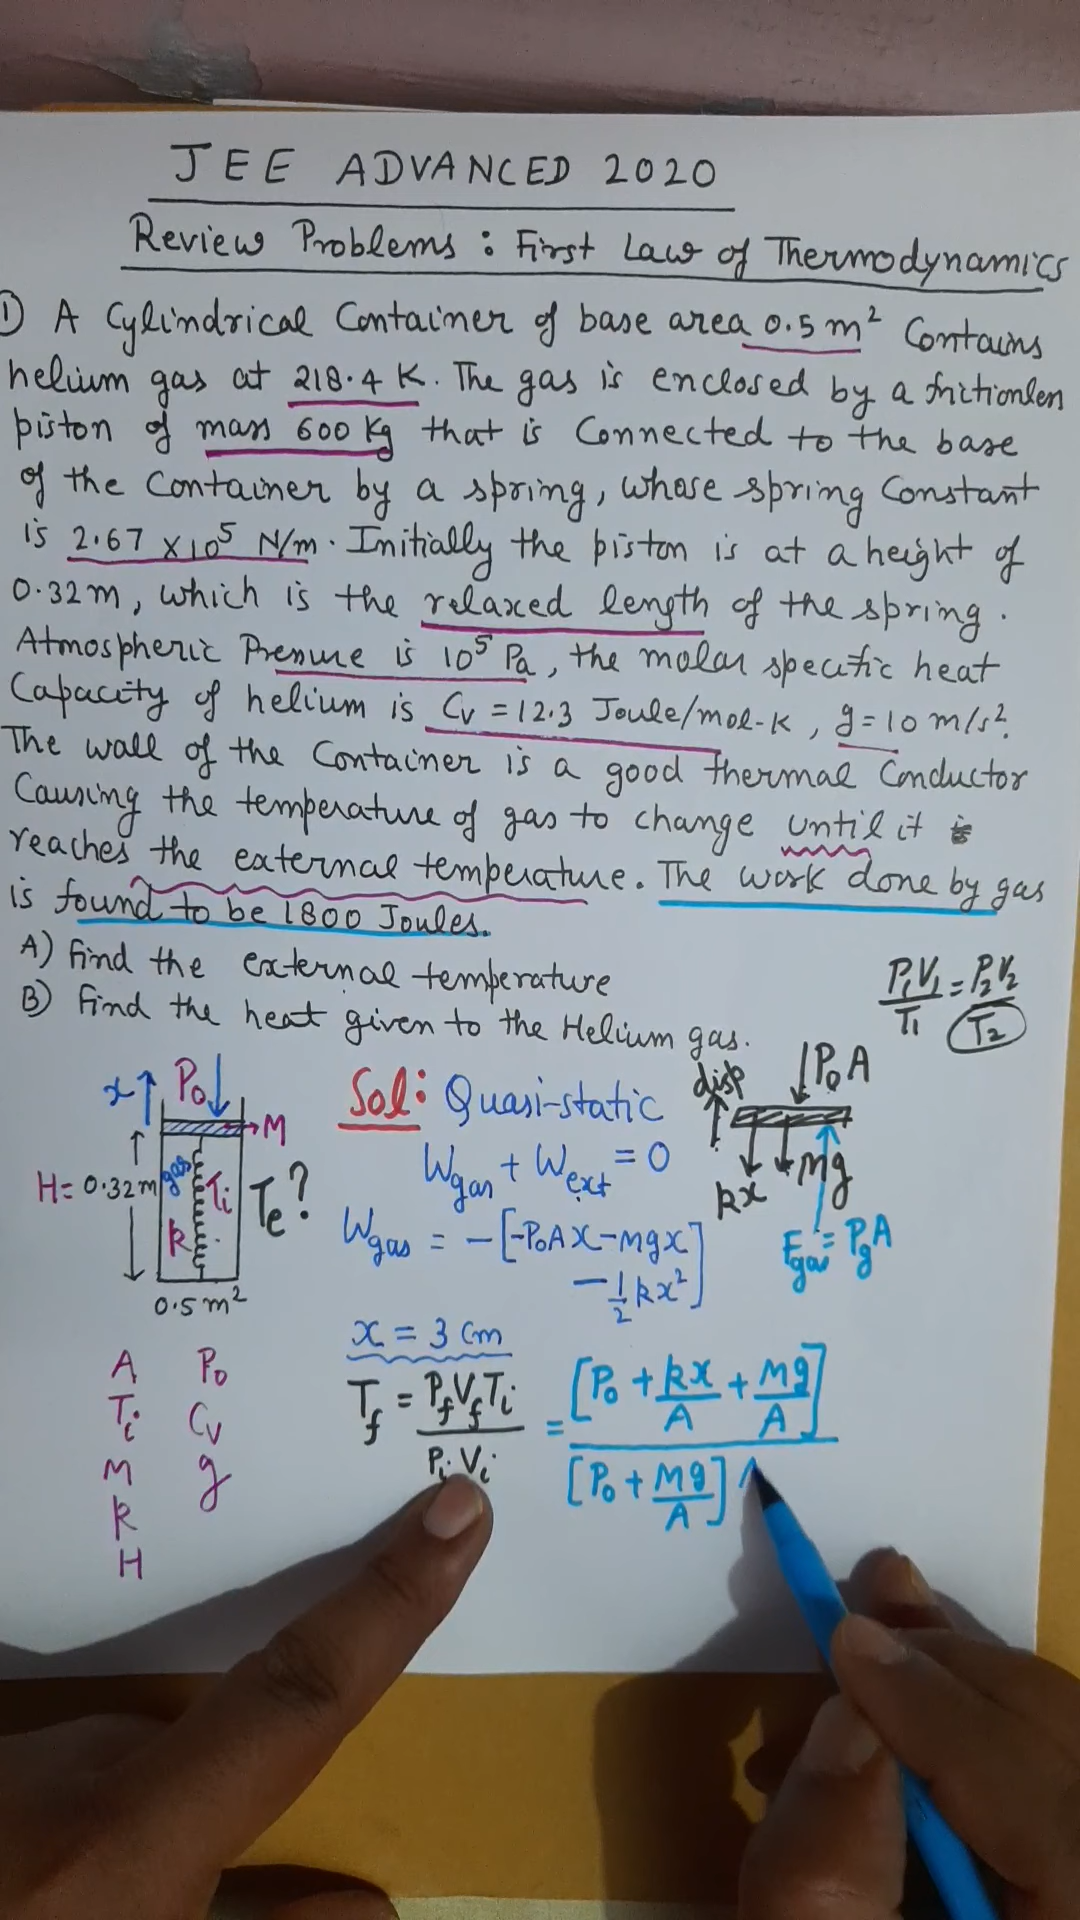 JEE ADVANCED 2020
Review Problems: First Law of Thermodynamics
1) A Cylindrical Container of base area 0.5 m² Contains
helium gas at 218.4 K. The gas is enclosed by a frictionless
piston of mass 600 Kg that is Connected to the base
of the Container by a spring, whose spring Constant
is 2.67 ×10⁵ N/m. Initially the piston is at a height of
0.32m, which is the relaxed length of the spring.
Atmospheric Pressure is 10⁵ Pa, the molar specific heat
Capacity of helium is Cv = 12.3 Joule/mol-K, g = 10 m/s².
The wall of the Container is a good thermal Conductor
Causing the temperature of gas to change until it
reaches the external temperature. The work done by gas
is found to be 1800 Joules.
A) Find the external temperature
B) Find the heat given to the Helium gas.
P₁V₁/T₁ = P₂V₂/T₂
x P₀
M
H = 0.32m gas Ti Te?
k
0.5 m²
Sol: Quasi-static
Wgas + Wext = 0
Wgas = -[-P₀Ax - mgx
- 1/2 kx²]
disp P₀A
kx Mg
Fgas = PgA
x = 3 cm
Tf = PfVfTi / PiVi = [P₀ + kx/A + Mg/A] / [P₀ + Mg/A]
A P₀
Ti Cv
M g
k
H